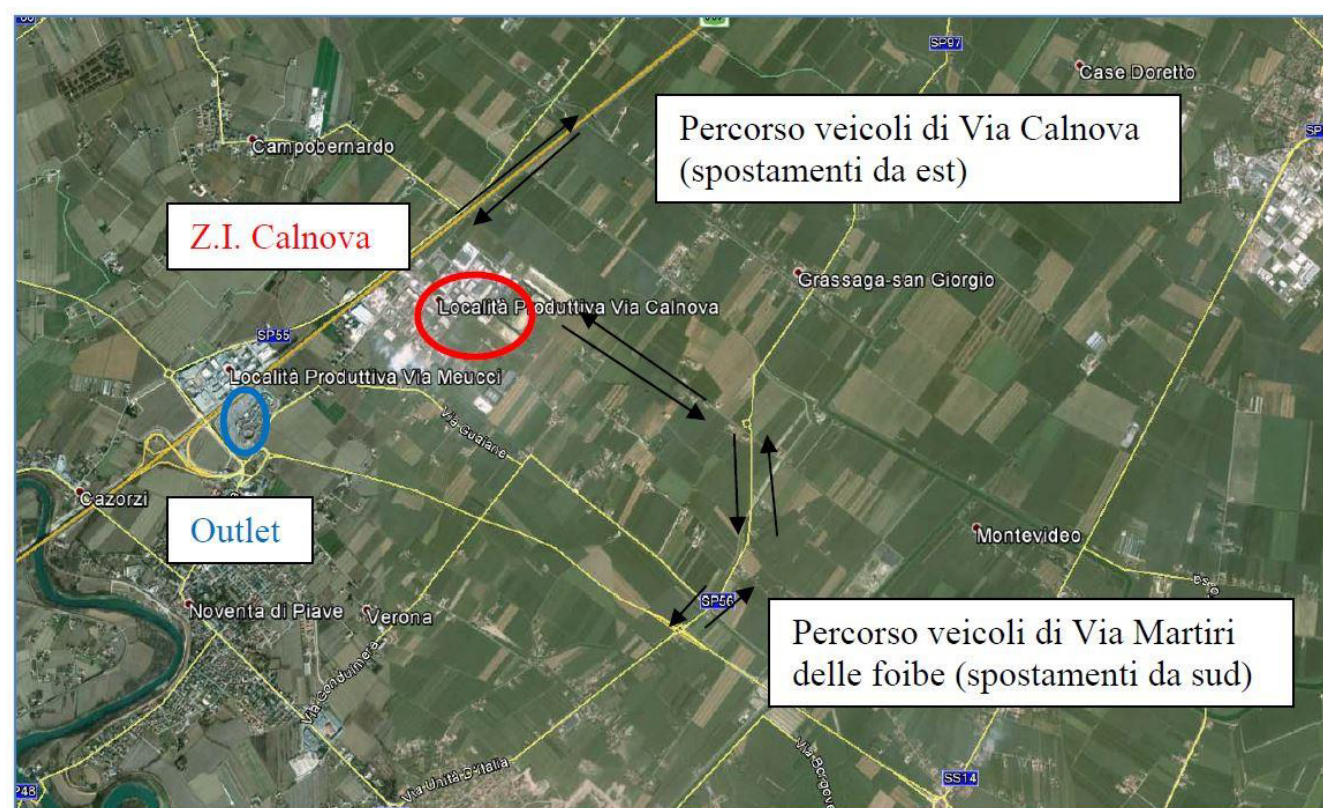 SP97
Case Doretto
Percorso veicoli di Via Calnova
(spostamenti da est)
Campobernardo
Z.I. Calnova
Grassaga-san Giorgio
Località Produttiva Via Calnova
SP55
Località Produttiva Via Meucci
Via Guaiane
Cazorzi
Outlet
Montevideo
SP56
Noventa di Piave
Verona
Percorso veicoli di Via Martiri
delle foibe (spostamenti da sud)
Via Conduiniera
Via Unità D'Italia
SS14